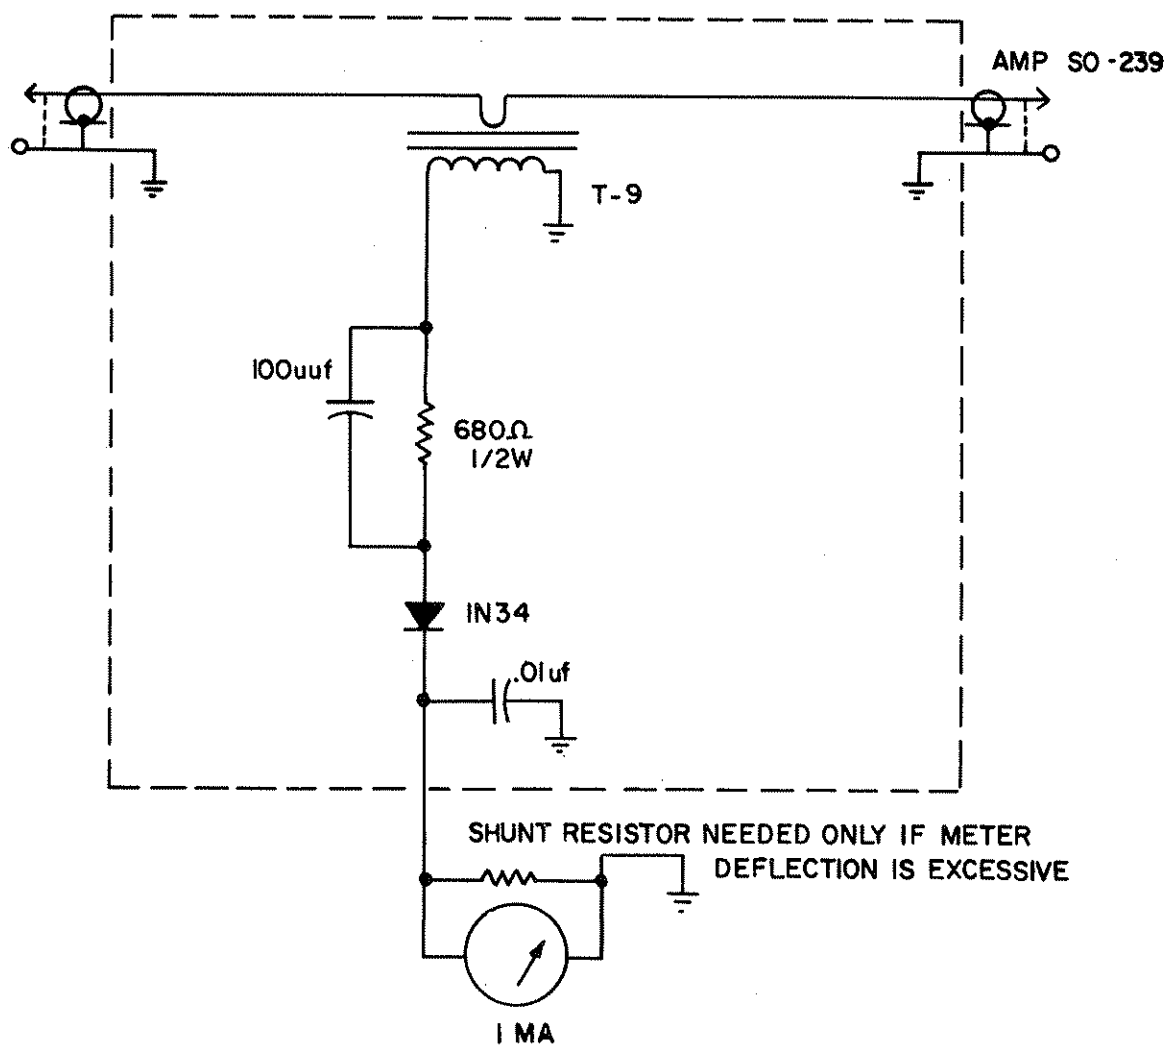 AMP SO-239
T-9
100uuf
680Ω
1/2W
IN34
.01uf
SHUNT RESISTOR NEEDED ONLY IF METER
DEFLECTION IS EXCESSIVE
1 MA